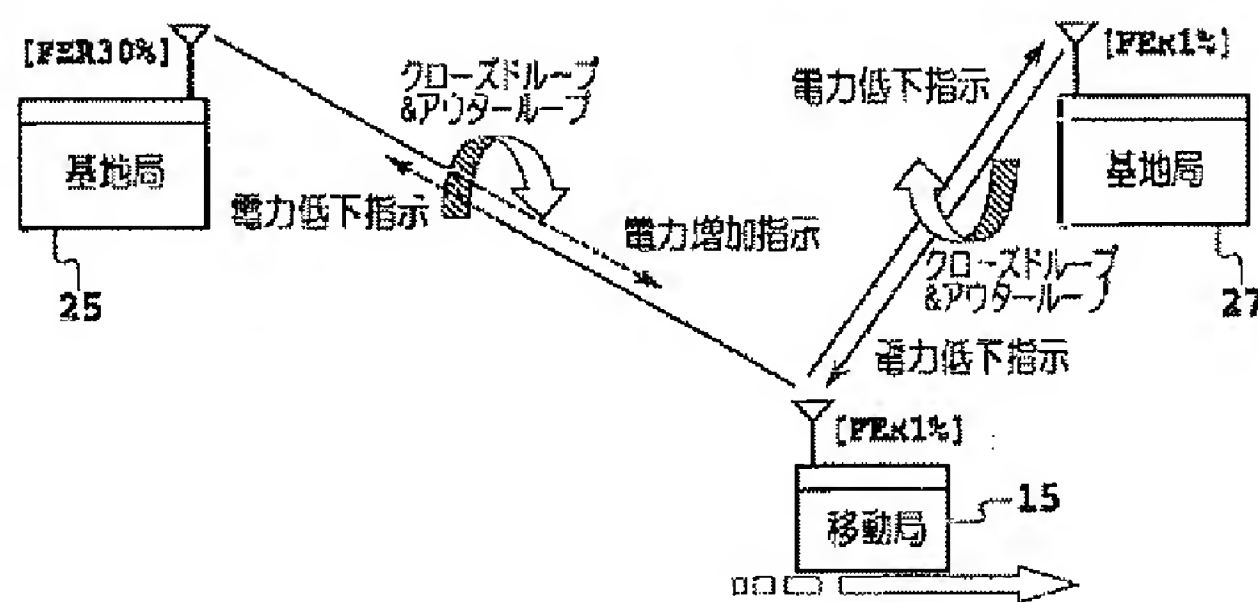 [FER30%]
基地局
25
クローズドループ
&アウターループ
電力低下指示
電力増加指示
電力低下指示
[FER1%]
基地局
27
クローズドループ
&アウターループ
電力低下指示
[FER1%]
移動局
15